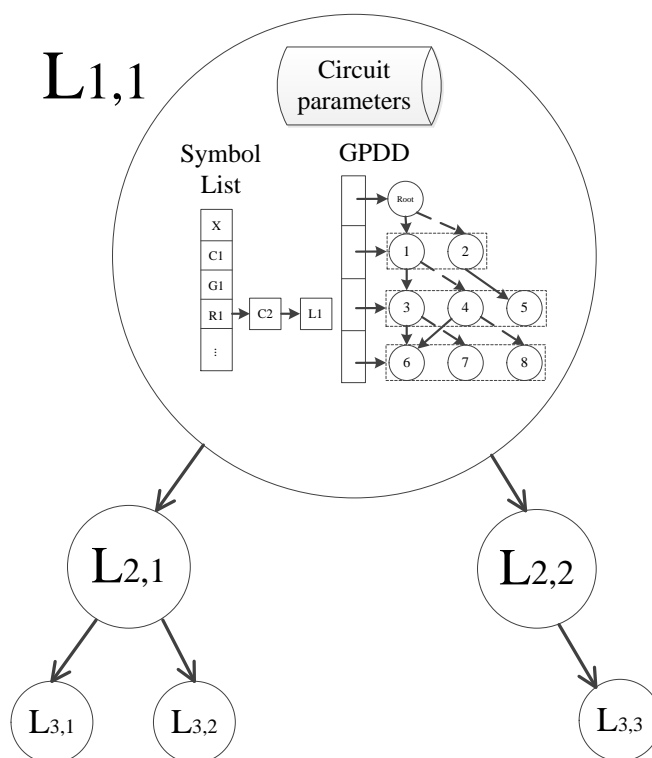 L1,1
Circuit
parameters
Symbol
List
GPDD
X
C1
G1
R1
⋮
C2
L1
Root
1
2
3
4
5
6
7
8
L2,1
L2,2
L3,1
L3,2
L3,3